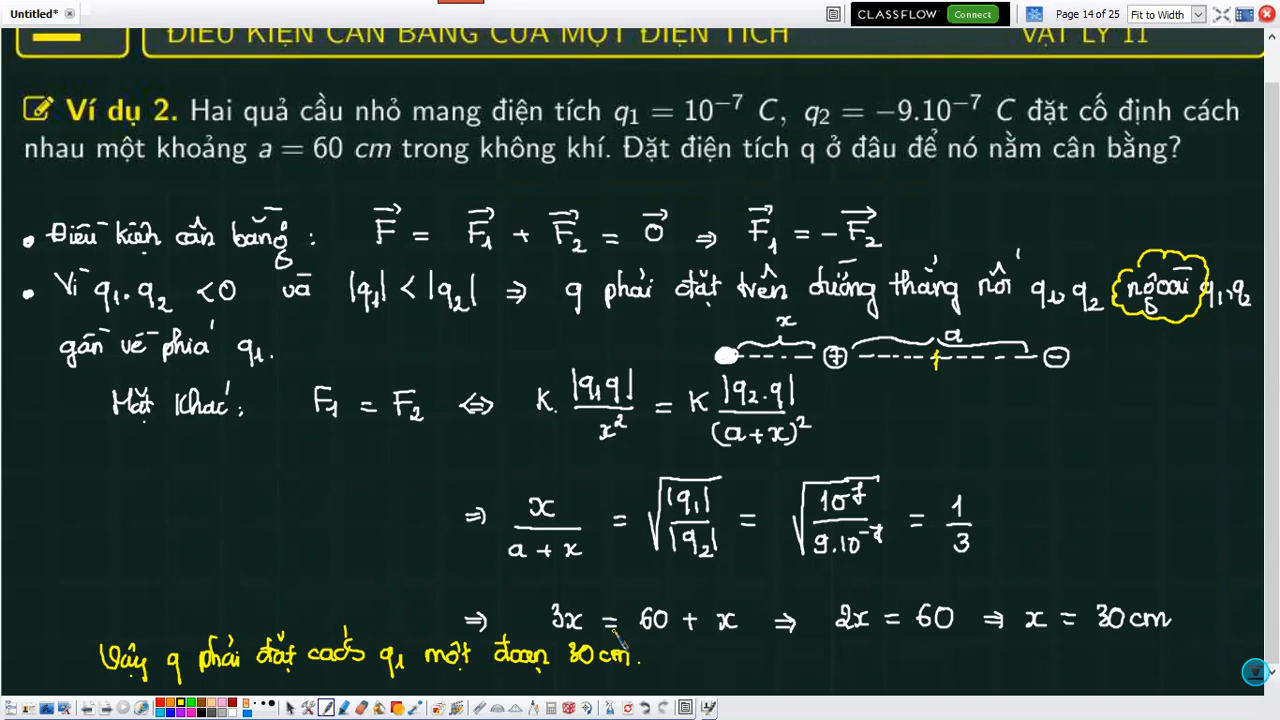 Untitled*
CLASSFLOW Connect
Page 14 of 25
Fit to Width
ĐIỀU KIỆN CÂN BẰNG CỦA MỘT ĐIỆN TÍCH
VẬT LÝ 11
Ví dụ 2. Hai quả cầu nhỏ mang điện tích q₁ = 10⁻⁷ C, q₂ = −9.10⁻⁷ C đặt cố định cách
nhau một khoảng a = 60 cm trong không khí. Đặt điện tích q ở đâu để nó nằm cân bằng?
• Điều kiện cân bằng : F⃗ = F⃗₁ + F⃗₂ = 0⃗ ⇒ F⃗₁ = −F⃗₂
• Vì q₁.q₂ < 0 và |q₁| < |q₂| ⇒ q phải đặt trên đường thẳng nối q₁, q₂ ngoài q₁, q₂
gần về phía q₁.
x a
+ −
Mặt khác : F₁ = F₂ ⇔ K. |q₁q|/x² = K |q₂.q|/(a+x)²
⇒ x/(a + x) = √(|q₁|/|q₂|) = √(10⁻⁷/9.10⁻⁷) = 1/3
⇒ 3x = 60 + x ⇒ 2x = 60 ⇒ x = 30 cm
Vậy q phải đặt cách q₁ một đoạn 30 cm.